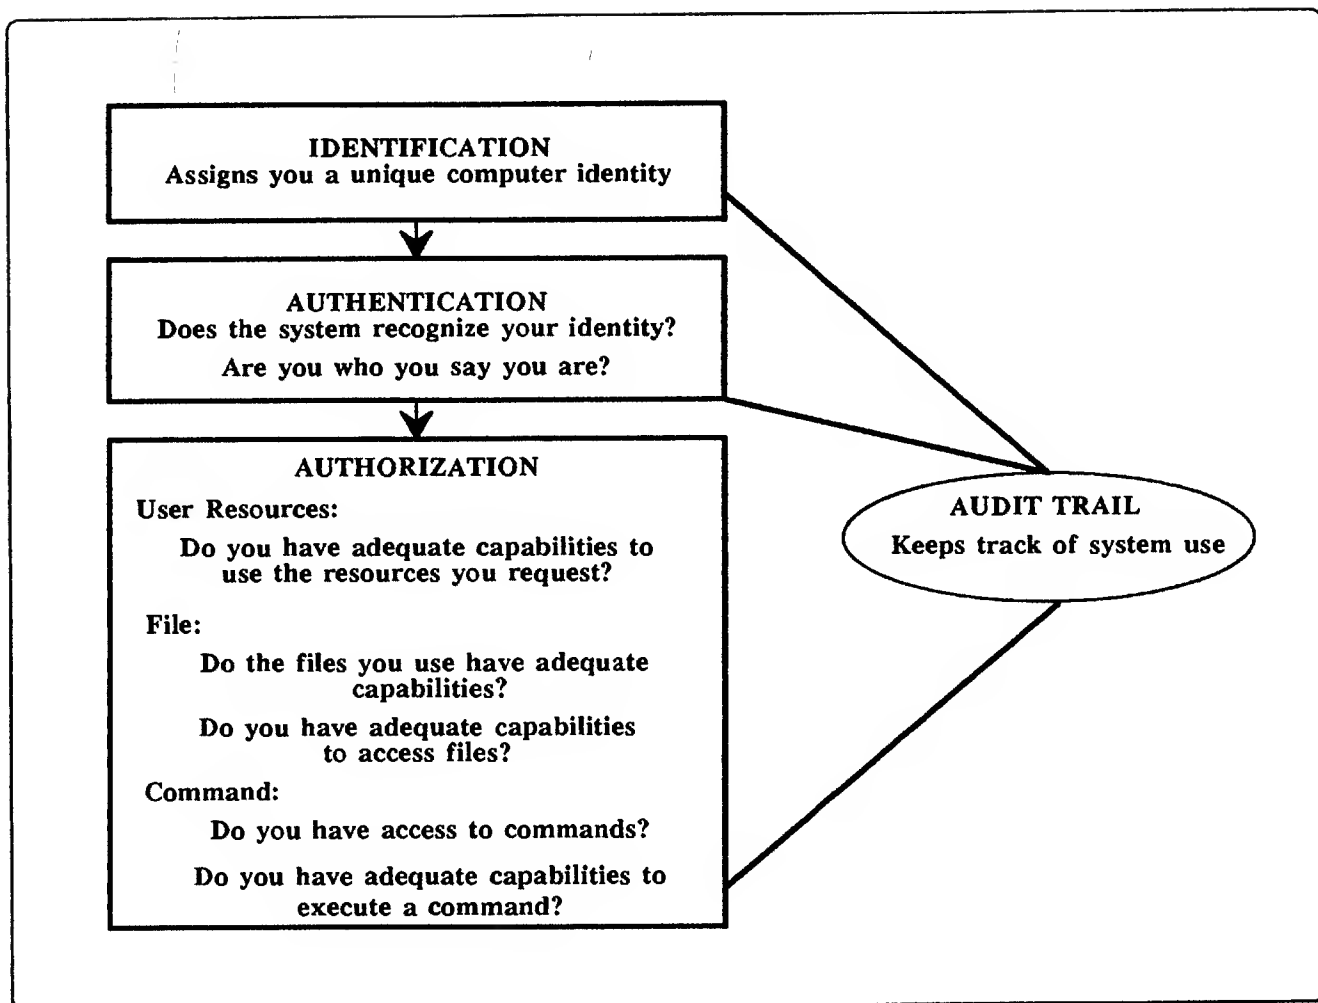 IDENTIFICATION
Assigns you a unique computer identity
AUTHENTICATION
Does the system recognize your identity?
Are you who you say you are?
AUTHORIZATION
User Resources:
Do you have adequate capabilities to
use the resources you request?
File:
Do the files you use have adequate
capabilities?
Do you have adequate capabilities
to access files?
Command:
Do you have access to commands?
Do you have adequate capabilities to
execute a command?
AUDIT TRAIL
Keeps track of system use